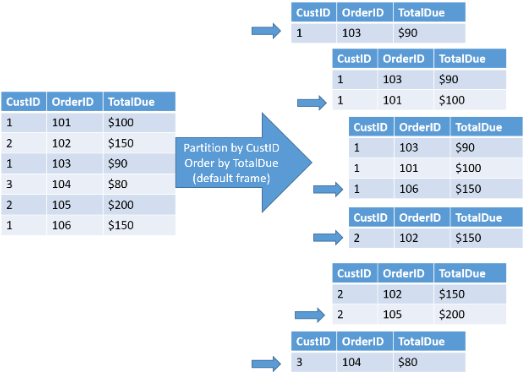 CustID OrderID TotalDue
1 103 $90
CustID OrderID TotalDue
1 103 $90
1 101 $100
CustID OrderID TotalDue
1 101 $100
2 102 $150
1 103 $90
3 104 $80
2 105 $200
1 106 $150
Partition by CustID
Order by TotalDue
(default frame)
CustID OrderID TotalDue
1 103 $90
1 101 $100
1 106 $150
CustID OrderID TotalDue
2 102 $150
CustID OrderID TotalDue
2 102 $150
2 105 $200
CustID OrderID TotalDue
3 104 $80